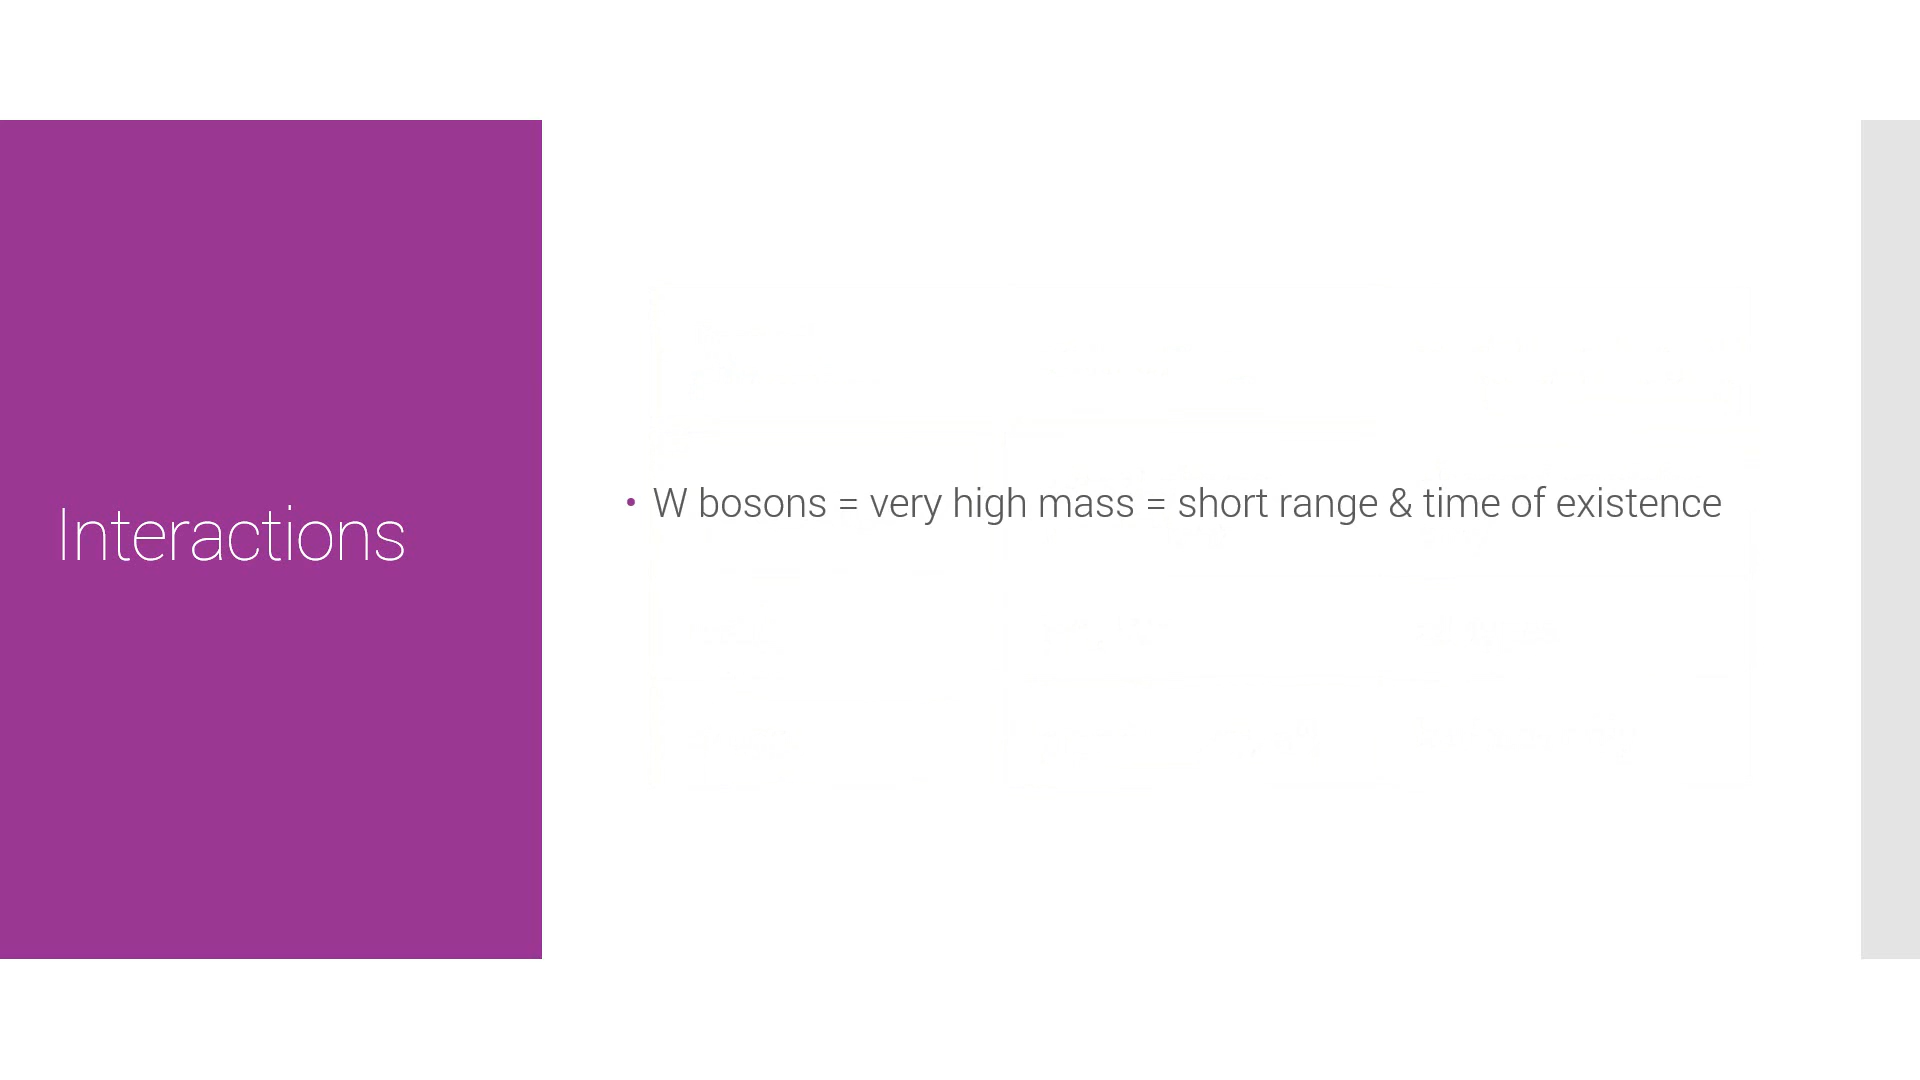 Interactions
• W bosons = very high mass = short range & time of existence